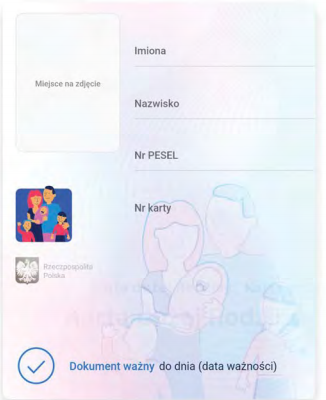 Imiona
Miejsce na zdjęcie
Nazwisko
Nr PESEL
Nr karty
Rzeczpospolita
Polska
Dokument ważny do dnia (data ważności)